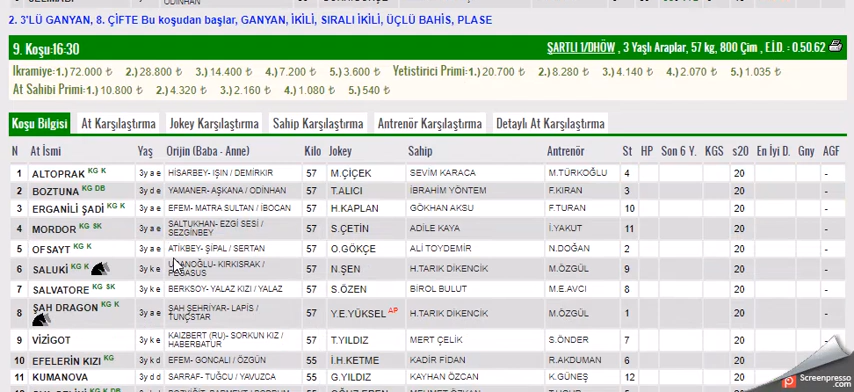 DİNHAN
2. 3'LÜ GANYAN, 8. ÇİFTE Bu koşudan başlar, GANYAN, İKİLİ, SIRALI İKİLİ, ÜÇLÜ BAHİS, PLASE
9. Koşu:16:30 ŞARTLI 1/DHÖW , 3 Yaşlı Araplar, 57 kg, 800 Çim , E.İ.D. : 0.50.62
Ikramiye: 1.) 72.000 ₺ 2.) 28.800 ₺ 3.) 14.400 ₺ 4.) 7.200 ₺ 5.) 3.600 ₺ Yetistirici Primi: 1.) 20.700 ₺ 2.) 8.280 ₺ 3.) 4.140 ₺ 4.) 2.070 ₺ 5.) 1.035 ₺
At Sahibi Primi: 1.) 10.800 ₺ 2.) 4.320 ₺ 3.) 2.160 ₺ 4.) 1.080 ₺ 5.) 540 ₺
Koşu Bilgisi At Karşılaştırma Jokey Karşılaştırma Sahip Karşılaştırma Antrenör Karşılaştırma Detaylı At Karşılaştırma
N At İsmi Yaş Orijin (Baba - Anne) Kilo Jokey Sahip Antrenör St HP Son 6 Y. KGS s20 En İyi D. Gny AGF
1 ALTOPRAK KG K 3y a e HİSARBEY- IŞIN / DEMİRKIR 57 M.ÇİÇEK SEVİM KARACA M.TÜRKOĞLU 4 20 -
2 BOZTUNA KG DB 3y d e YAMANER- AŞKANA / ODİNHAN 57 T.ALICI İBRAHİM YÖNTEM F.KIRAN 3 20 -
3 ERGANİLİ ŞADİ KG K 3y a e EFEM- MATRA SULTAN / İBOCAN 57 H.KAPLAN GÖKHAN AKSU F.TURAN 10 20 -
4 MORDOR KG SK 3y a e SALTUKHAN- EZGİ SESİ / SEZGİNBEY 57 S.ÇETİN ADİLE KAYA İ.YAKUT 11 20 -
5 OFSAYT KG K 3y a e ATİKBEY- ŞIPAL / SERTAN 57 O.GÖKÇE ALİ TOYDEMİR N.DOĞAN 2 20 -
6 SALUKİ KG K 3y k e KIRKISRAK / PEGASUS 57 N.ŞEN H.TARIK DİKENCİK M.ÖZGÜL 9 20 -
7 SALVATORE KG SK 3y k e BERKSOY- YALAZ KIZI / YALAZ 57 S.ÖZEN BİROL BULUT M.E.AVCI 8 20 -
8 ŞAH DRAGON KG K 3y a e ŞAH ŞEHRİYAR- LAPİS / TUNÇSTAR 57 Y.E.YÜKSEL AP H.TARIK DİKENCİK M.ÖZGÜL 1 20 -
9 VİZİGOT 3y k e KAIZBERT (RU)- SORKUN KIZ / HABERBATUR 57 T.YILDIZ MERT ÇELİK S.ÖNDER 7 20
10 EFELERİN KIZI KG 3y k d EFEM- GONCALI / ÖZGÜN 55 İ.H.KETME KADİR FİDAN R.AKDUMAN 6 20
11 KUMANOVA 3y d d SARRAF- TUĞCU / YAVUZCA 55 G.YILDIZ KAYHAN ÖZCAN K.GÜNEŞ 12 20
Screenpresso
.com